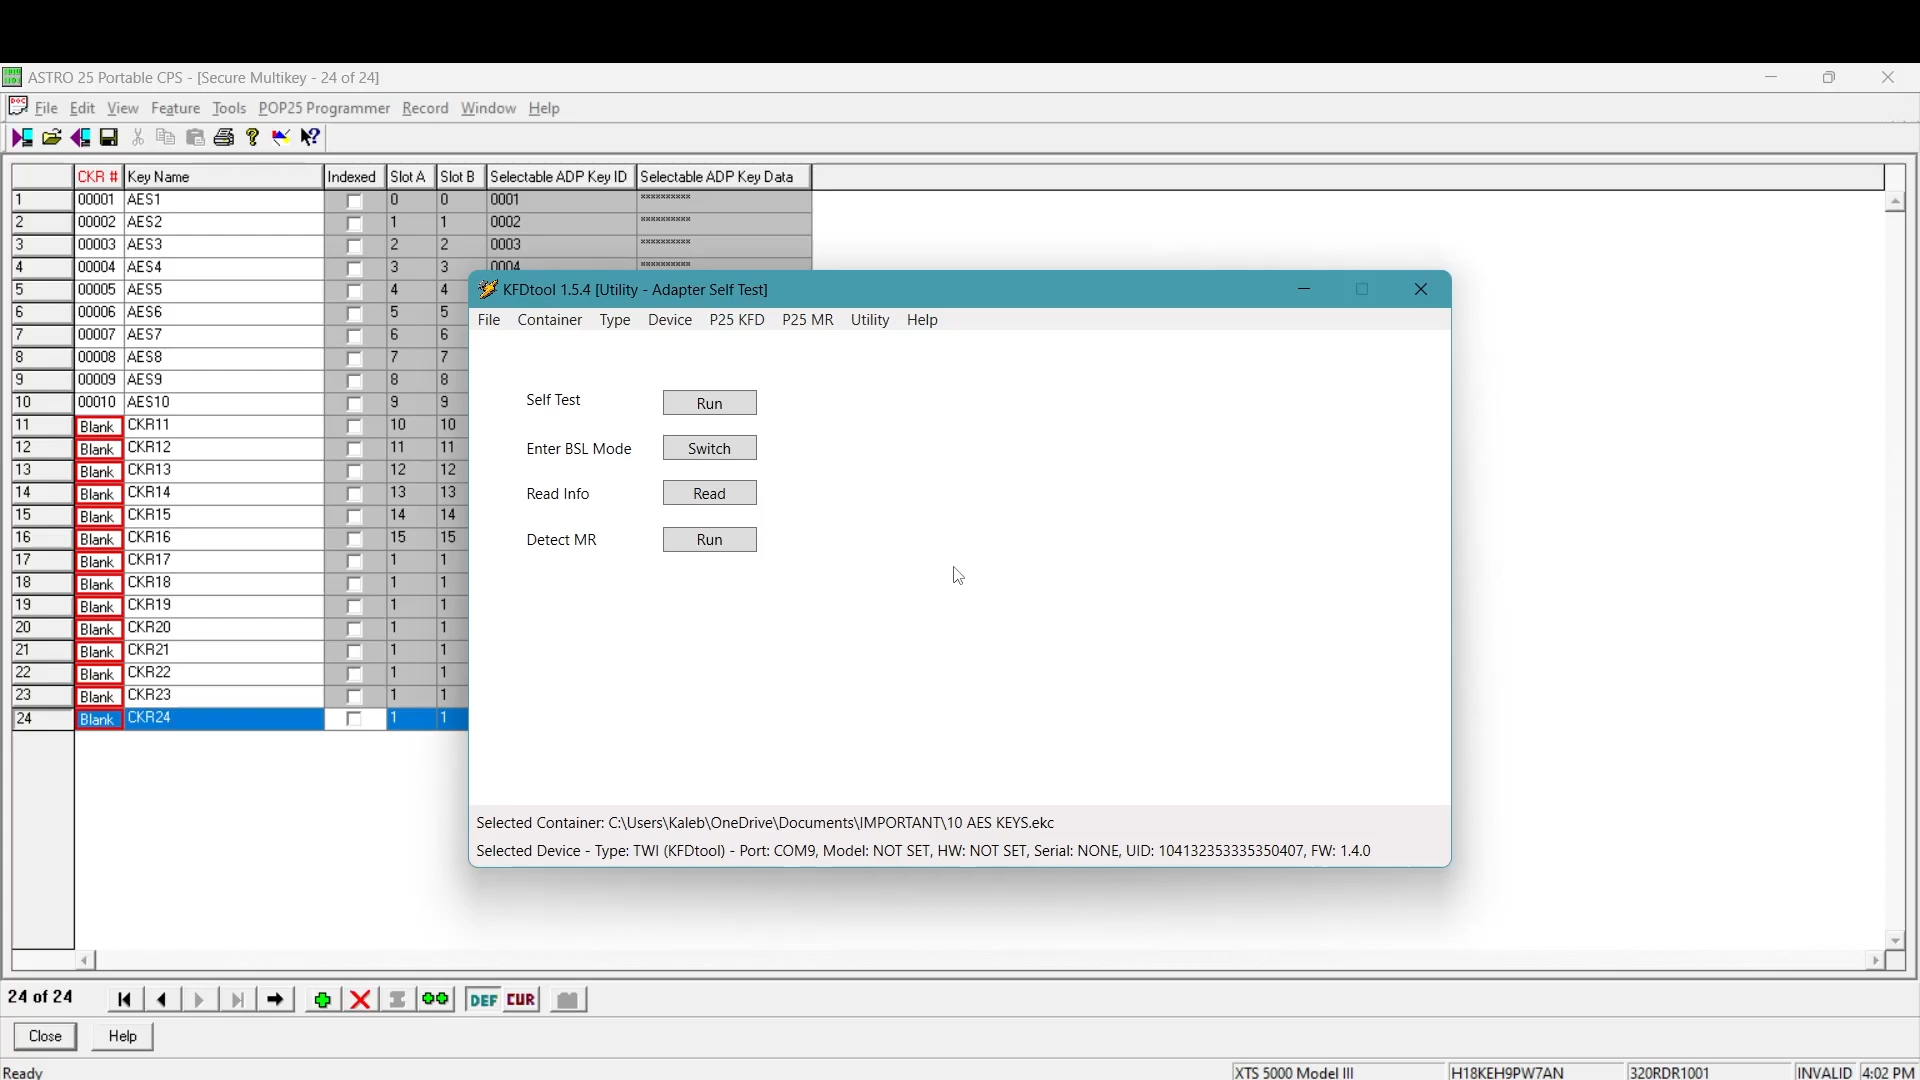 ASTRO 25 Portable CPS - [Secure Multikey - 24 of 24]
File Edit View Feature Tools POP25 Programmer Record Window Help
CKR # Key Name Indexed Slot A Slot B Selectable ADP Key ID Selectable ADP Key Data
1 00001 AES1 0 0 0001 **********
2 00002 AES2 1 1 0002 **********
3 00003 AES3 2 2 0003 **********
4 00004 AES4 3 3 0004 **********
5 00005 AES5 4 4
6 00006 AES6 5 5
7 00007 AES7 6 6
8 00008 AES8 7 7
9 00009 AES9 8 8
10 00010 AES10 9 9
11 Blank CKR11 10 10
12 Blank CKR12 11 11
13 Blank CKR13 12 12
14 Blank CKR14 13 13
15 Blank CKR15 14 14
16 Blank CKR16 15 15
17 Blank CKR17 1 1
18 Blank CKR18 1 1
19 Blank CKR19 1 1
20 Blank CKR20 1 1
21 Blank CKR21 1 1
22 Blank CKR22 1 1
23 Blank CKR23 1 1
24 Blank CKR24 1 1
KFDtool 1.5.4 [Utility - Adapter Self Test]
File Container Type Device P25 KFD P25 MR Utility Help
Self Test Run
Enter BSL Mode Switch
Read Info Read
Detect MR Run
Selected Container: C:\Users\Kaleb\OneDrive\Documents\IMPORTANT\10 AES KEYS.ekc
Selected Device - Type: TWI (KFDtool) - Port: COM9, Model: NOT SET, HW: NOT SET, Serial: NONE, UID: 104132353335350407, FW: 1.4.0
24 of 24 DEF CUR
Close Help
Ready XTS 5000 Model III H18KEH9PW7AN 320RDR1001 INVALID 4:02 PM